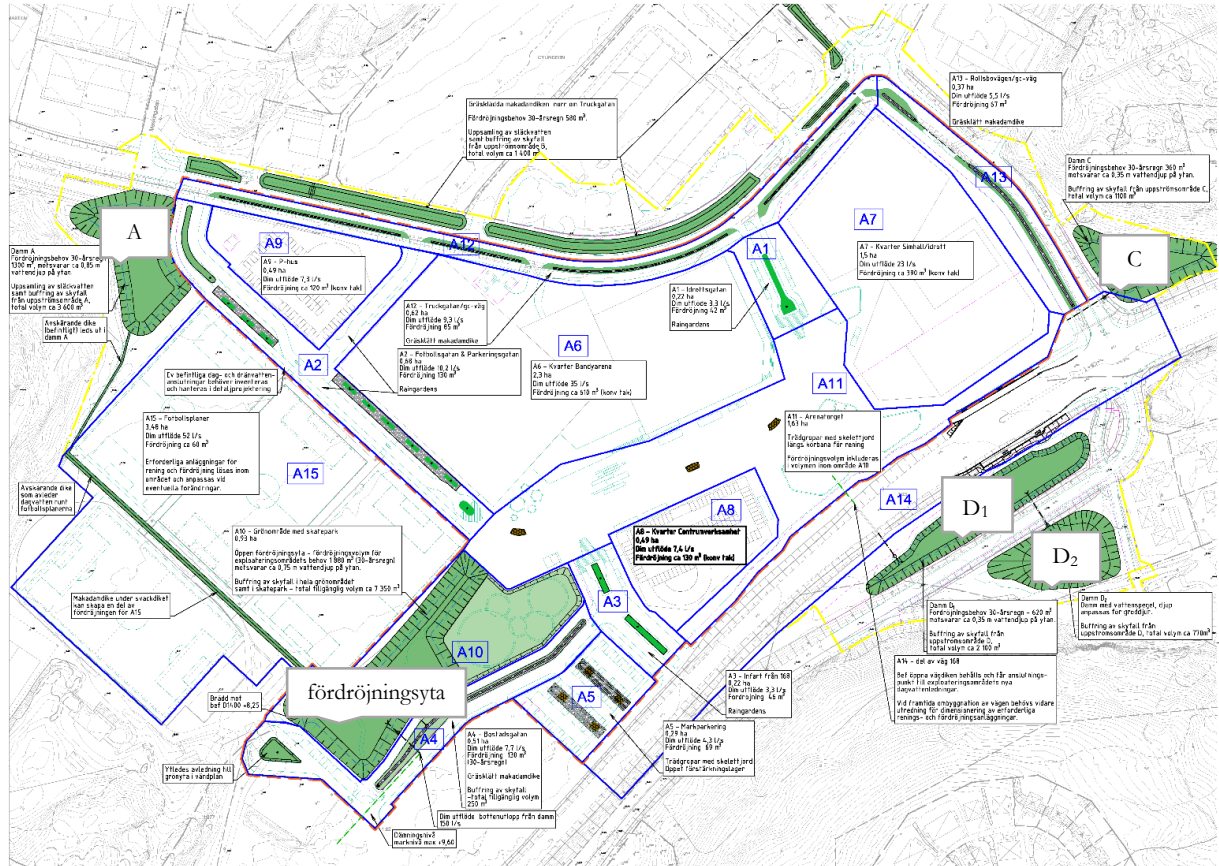 A13 - Rollsbovägen/gc-väg
0,37 ha
Dim utflöde 5,5 l/s
Fördröjning 67 m³
Gräsklätt makadamdike
Gräsklädda makadamdiken norr om Truckgatan
Fördröjningsbehov 30-årsregn 580 m³.
Uppsamling av släckvatten
samt buffring av skyfall
från uppströmsområde B,
total volym ca 1 400 m³
Damm C
Fördröjningsbehov 30-årsregn 360 m³
motsvarar ca 0,35 m vattendjup på ytan.
Buffring av skyfall från uppströmsområde C,
total volym ca 1100 m³
A13
A
A7
A9
A12
A1
C
Damm A
Fördröjningsbehov 30-årsregn
1200 m³, motsvarar ca 0,85 m
vattendjup på ytan.
Uppsamling av släckvatten
samt buffring av skyfall
från uppströmsområde A,
total volym ca 3 600 m³
A9 - P-hus
0,49 ha
Dim utflöde 7,3 l/s
Fördröjning ca 120 m³ (konv tak)
A7 - Kvarter Simhall/idrott
1,5 ha
Dim utflöde 23 l/s
Fördröjning ca 390 m³ (konv tak)
A1 - Idrottsgatan
0,22 ha
Dim utflöde 3,3 l/s
Fördröjning 42 m³
Raingardens
A12 - Truckgatan/gc-väg
0,62 ha
Dim utflöde 9,3 l/s
Fördröjning 85 m³
Gräsklätt makadamdike
Avskärande dike
(befintligt) leds ut i
damm A
A2
A6
A2 - Fotbollsgatan & Parkeringsgatan
0,68 ha
Dim utflöde 10,2 l/s
Fördröjning 130 m³
Raingardens
A6 - Kvarter Bandyarena
2,3 ha
Dim utflöde 35 l/s
Fördröjning ca 610 m³ (konv tak)
Ev befintliga dag- och dränvatten-
anslutningar behöver inventeras
och hanteras i detaljprojektering
A11
A15 - Fotbollsplaner
3,48 ha
Dim utflöde 52 l/s
Fördröjning ca 60 m³
Erforderliga anläggningar för
rening och fördröjning löses inom
området och anpassas vid
eventuella förändringar.
A15
A11 - Arenatorget
1,63 ha
Trädgropar med skelettjord
längs körbana för rening
Fördröjningsvolym inkluderas
i volymen inom område A10
Avskärande dike
som avleder
dagvatten runt
fotbollsplanerna
A14
D₁
A8
D₂
A10 - Grönområde med skatepark
0,93 ha
Öppen fördröjningsyta - fördröjningsvolym för
exploateringsområdets behov 1 880 m³ (30-årsregn)
motsvarar ca 0,75 m vattendjup på ytan.
Buffring av skyfall i hela grönområdet
samt i skatepark - total tillgänglig volym ca 7 350 m³
A8 - Kvarter Centrumverksamhet
0,49 ha
Dim utflöde 7,4 l/s
Fördröjning ca 130 m³ (konv tak)
Makadamdike under svackdiket
kan skapa en del av
fördröjningen för A15
A3
Damm D₁
Fördröjningsbehov 30-årsregn - 620 m³
motsvarar ca 0,35 m vattendjup på ytan.
Buffring av skyfall från
uppströmsområde D,
total volym ca 2 100 m³
Damm D₂
Damm med vattenspegel, djup
anpassas för groddjur.
Buffring av skyfall från
uppströmsområde D, total volym ca 770m³
A10
A14 - del av väg 168
Bef öppna vägdiken behålls och får anslutnings-
punkt till exploateringsområdets nya
dagvattenledningar.
Vid framtida ombyggnation av vägen behövs vidare
utredning för dimensionering av erforderliga
renings- och fördröjningsanläggningar.
fördröjningsyta
A3 - Infart från 168
0,22 ha
Dim utflöde 3,3 l/s
Fördröjning 46 m³
Raingardens
A5
Brädd mot
bef D1400 +8,25
A4
A4 - Bostadsgatan
0,51 ha
Dim utflöde 7,7 l/s
Fördröjning 130 m³
(30-årsregn)
Gräsklätt makadamdike
Buffring av skyfall
-total tillgänglig volym
250 m³
A5 - Markparkering
0,29 ha
Dim utflöde 4,3 l/s
Fördröjning 69 m³
Trädgropar med skelettjord
Öppet förstärkningslager
Ytledes avledning till
grönyta i vändplan
Dim utflöde bottenutlopp från damm
150 l/s
Dämningsnivå
marknivå max +9,60